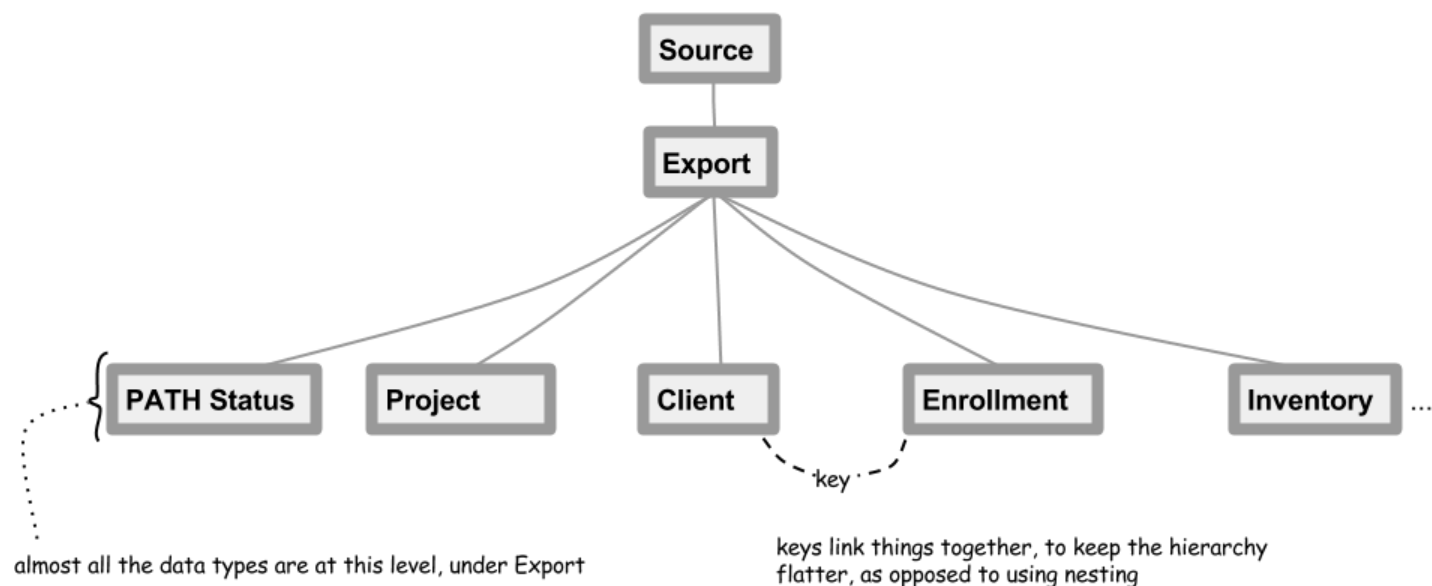 Source
Export
PATH Status
Project
Client
Enrollment
Inventory
...
key
almost all the data types are at this level, under Export
keys link things together, to keep the hierarchy
flatter, as opposed to using nesting